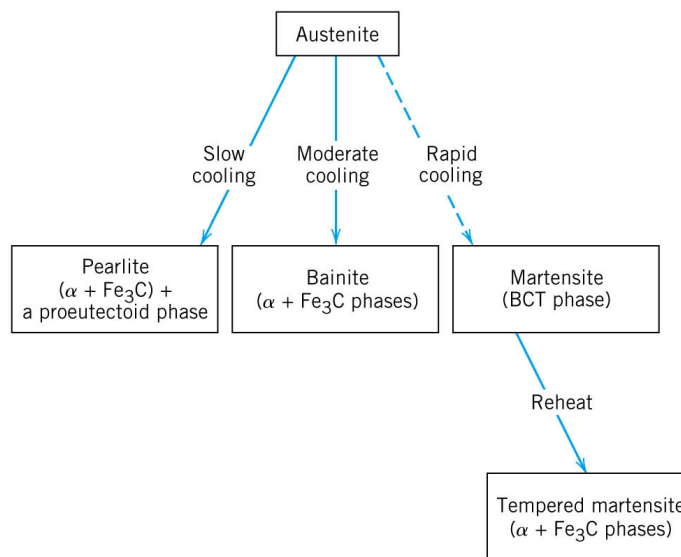 Austenite
Slow
cooling
Moderate
cooling
Rapid
cooling
Pearlite
(α + Fe₃C) +
a proeutectoid phase
Bainite
(α + Fe₃C phases)
Martensite
(BCT phase)
Reheat
Tempered martensite
(α + Fe₃C phases)